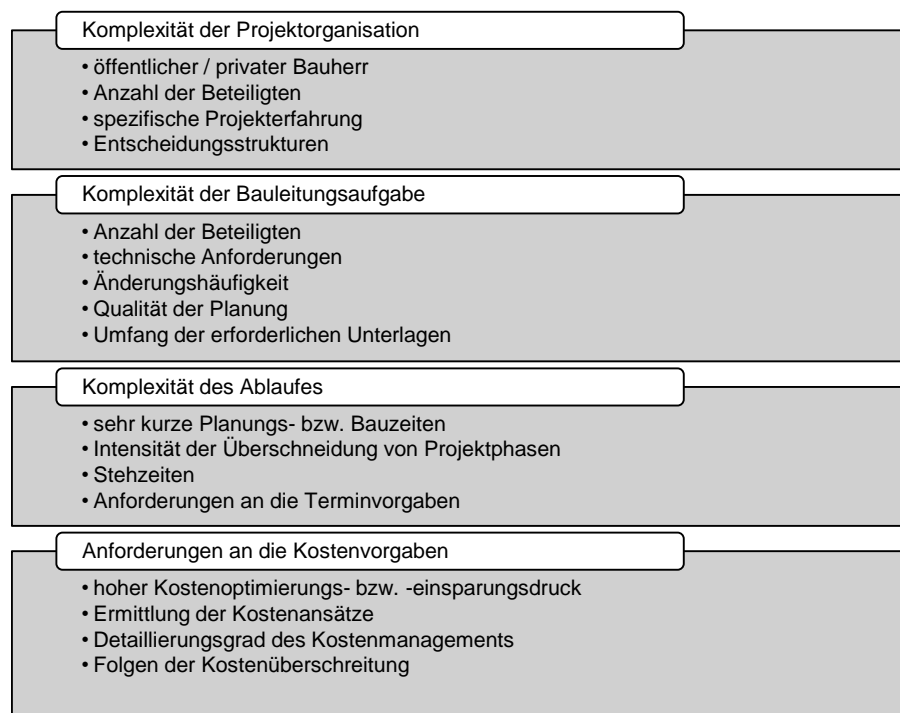 Komplexität der Projektorganisation
• öffentlicher / privater Bauherr
• Anzahl der Beteiligten
• spezifische Projekterfahrung
• Entscheidungsstrukturen
Komplexität der Bauleitungsaufgabe
• Anzahl der Beteiligten
• technische Anforderungen
• Änderungshäufigkeit
• Qualität der Planung
• Umfang der erforderlichen Unterlagen
Komplexität des Ablaufes
• sehr kurze Planungs- bzw. Bauzeiten
• Intensität der Überschneidung von Projektphasen
• Stehzeiten
• Anforderungen an die Terminvorgaben
Anforderungen an die Kostenvorgaben
• hoher Kostenoptimierungs- bzw. -einsparungsdruck
• Ermittlung der Kostenansätze
• Detaillierungsgrad des Kostenmanagements
• Folgen der Kostenüberschreitung